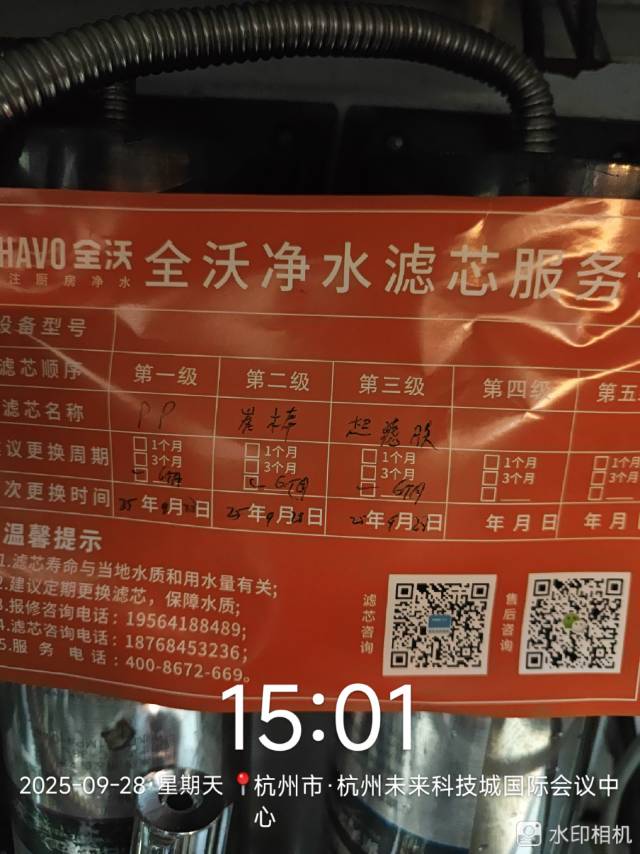 HAVO 全沃 全沃净水滤芯服务
注厨房净水
设备型号
滤芯顺序 第一级 第二级 第三级 第四级 第五
滤芯名称 PP
议更换周期 1个月 1个月 1个月 1个月 1个月
3个月 3个月 3个月 3个月 3个月
6个月 6个月 6个月
次更换时间 25年9月28日 25年9月28日 25年9月28日 年 月 日 年 月
温馨提示
1.滤芯寿命与当地水质和用水量有关;
2.建议定期更换滤芯，保障水质;
3.报修咨询电话: 19564188489;
4.滤芯咨询电话: 18768453236;
5.服务电话: 400-8672-669。
滤芯咨询
售后咨询
15:01
2025-09-28·星期天 杭州市·杭州未来科技城国际会议中
心
水印相机